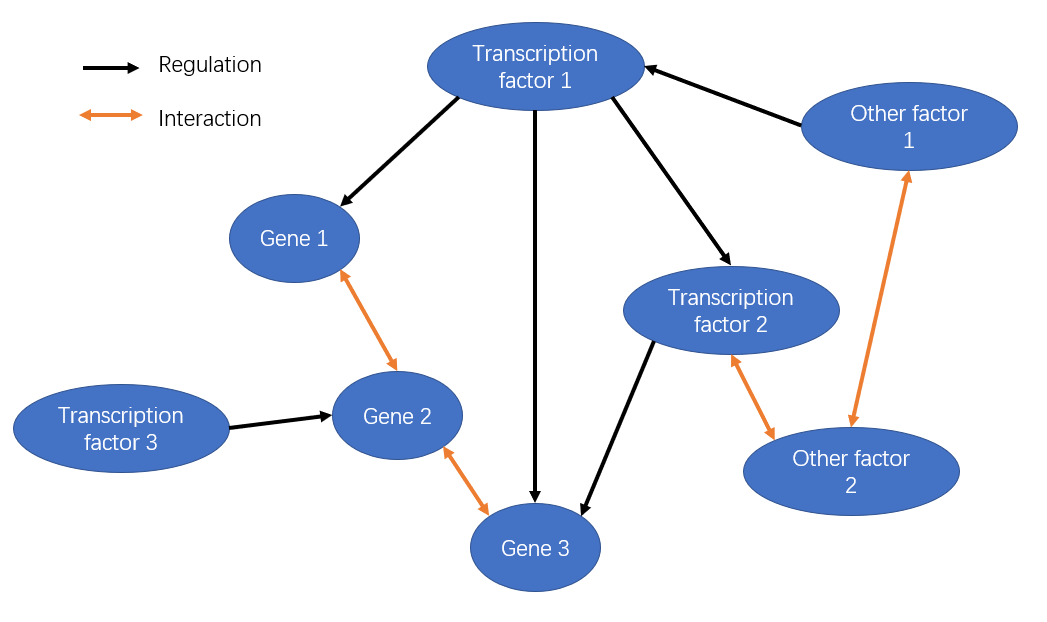 Regulation
Interaction
Transcription
factor 1
Other factor
1
Gene 1
Transcription
factor 2
Transcription
factor 3
Gene 2
Other factor
2
Gene 3